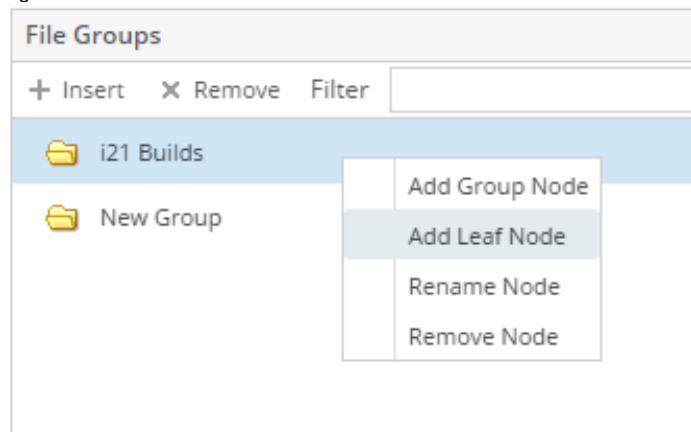 File Groups
+ Insert × Remove Filter
i21 Builds
New Group
Add Group Node
Add Leaf Node
Rename Node
Remove Node